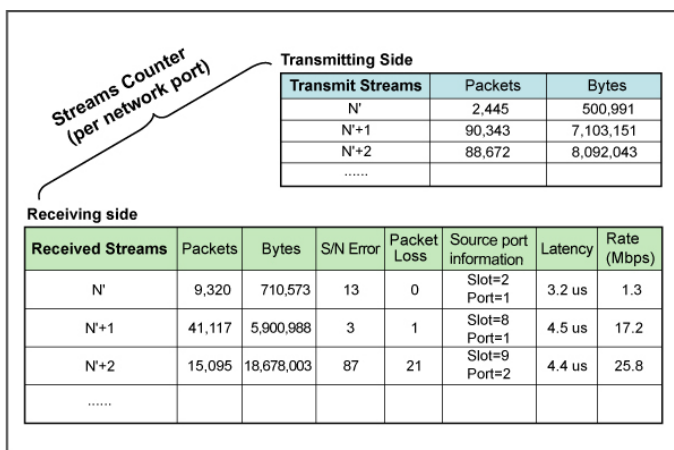 Streams Counter
(per network port)
Transmitting Side
Transmit Streams Packets Bytes
N' 2,445 500,991
N'+1 90,343 7,103,151
N'+2 88,672 8,092,043
......
Receiving side
Received Streams Packets Bytes S/N Error Packet Loss Source port information Latency Rate (Mbps)
N' 9,320 710,573 13 0 Slot=2 Port=1 3.2 us 1.3
N'+1 41,117 5,900,988 3 1 Slot=8 Port=1 4.5 us 17.2
N'+2 15,095 18,678,003 87 21 Slot=9 Port=2 4.4 us 25.8
......